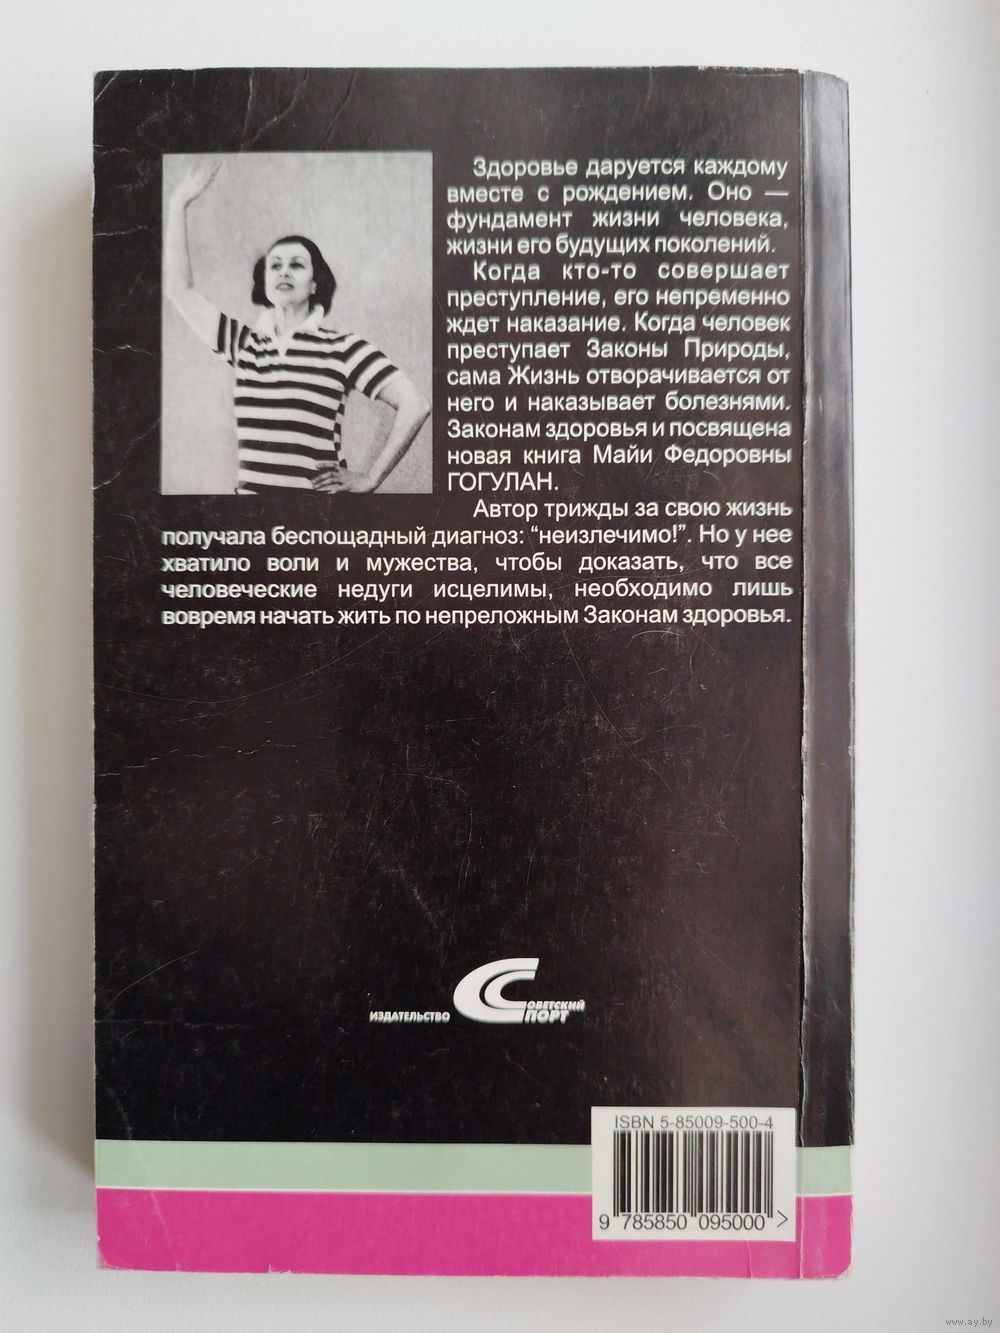 Здоровье даруется каждому
вместе с рождением. Оно —
фундамент жизни человека,
жизни его будущих поколений.
Когда кто-то совершает
преступление, его непременно
ждет наказание. Когда человек
преступает Законы Природы,
сама Жизнь отворачивается от
него и наказывает болезнями.
Законам здоровья и посвящена
новая книга Майи Федоровны
ГОГУЛАН.
Автор трижды за свою жизнь
получала беспощадный диагноз: “неизлечимо!”. Но у нее
хватило воли и мужества, чтобы доказать, что все
человеческие недуги исцелимы, необходимо лишь
вовремя начать жить по непреложным Законам здоровья.
ИЗДАТЕЛЬСТВО СОВЕТСКИЙ
СПОРТ
ISBN 5-85009-500-4
9 785850 095000 >
www.ay.by